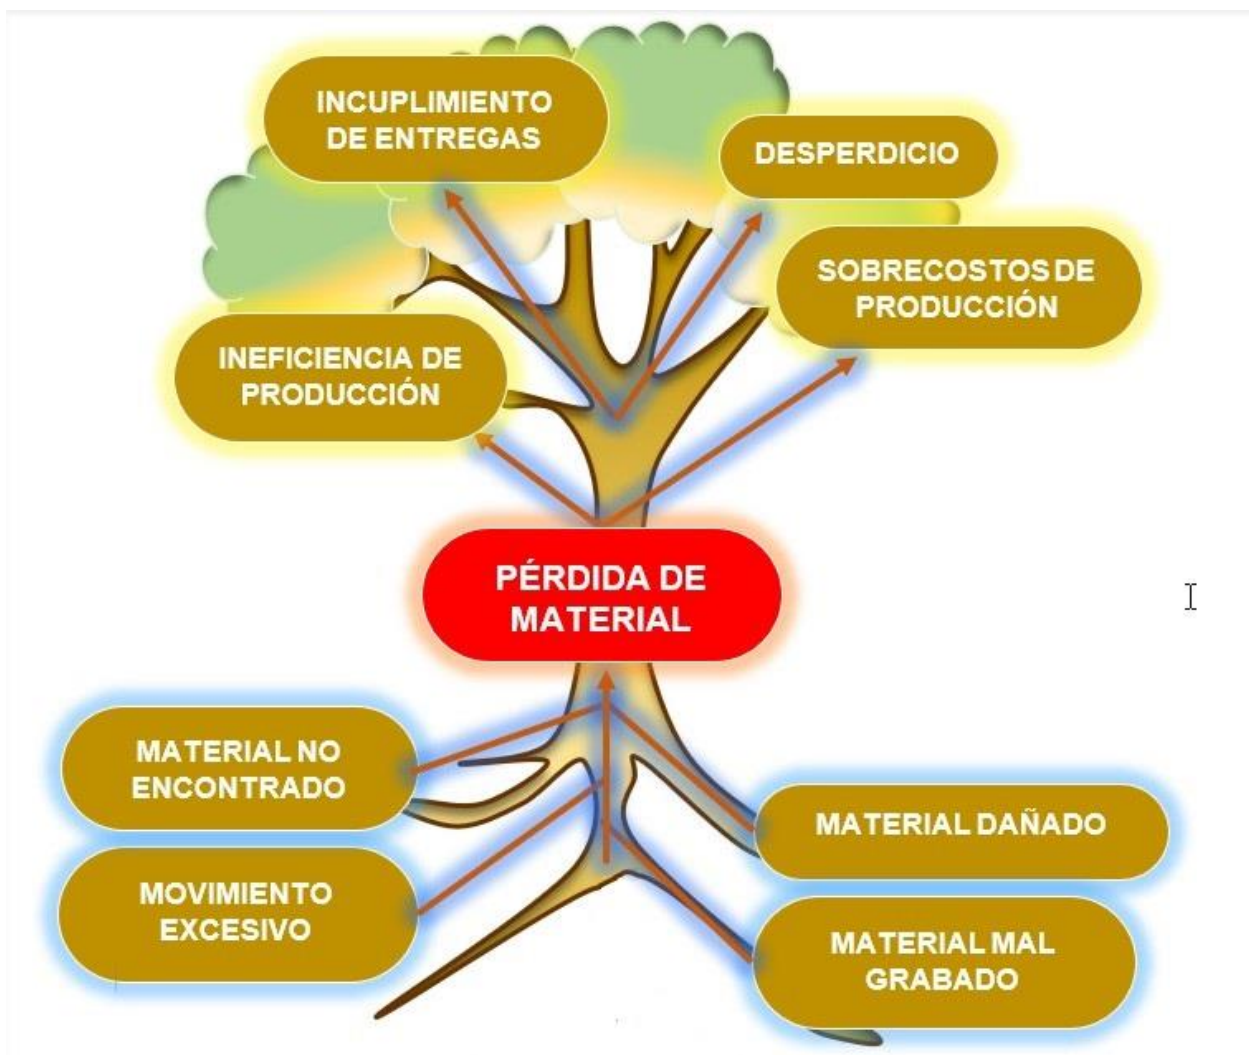 INCUPLIMIENTO
DE ENTREGAS
DESPERDICIO
SOBRECOSTOS DE
PRODUCCIÓN
INEFICIENCIA DE
PRODUCCIÓN
PÉRDIDA DE
MATERIAL
MATERIAL NO
ENCONTRADO
MATERIAL DAÑADO
MOVIMIENTO
EXCESIVO
MATERIAL MAL
GRABADO